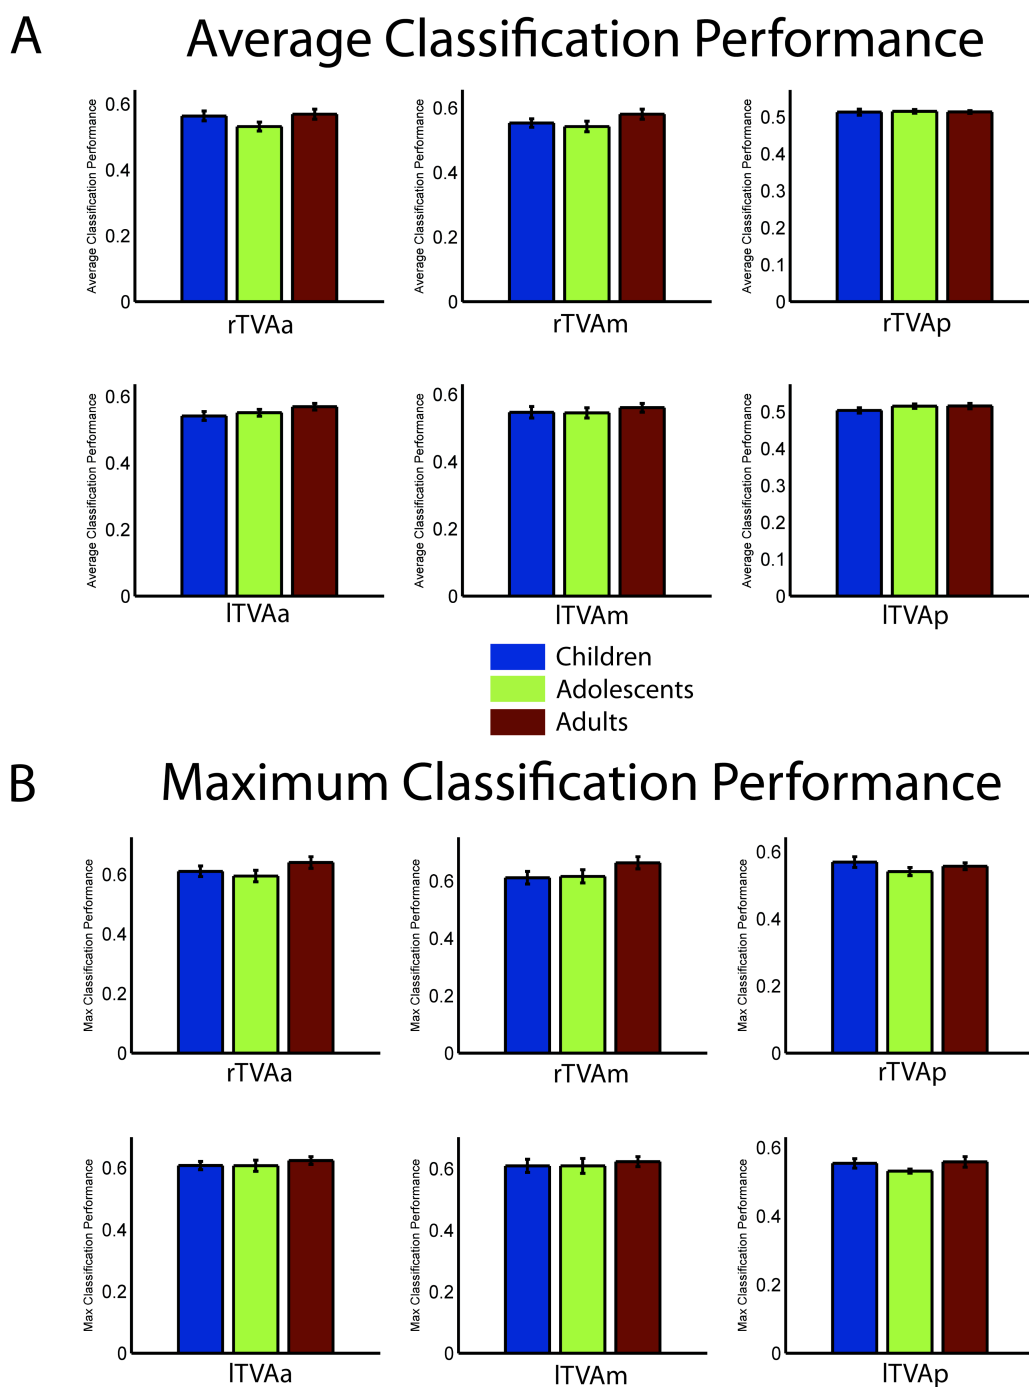 A
Average Classification Performance
Average Classification Performance
0.6
0.4
0.2
0
rTVAa
Average Classification Performance
0.6
0.4
0.2
0
rTVAm
Average Classification Performance
0.5
0.4
0.3
0.2
0.1
0
rTVAp
Average Classification Performance
0.6
0.4
0.2
0
lTVAa
Average Classification Performance
0.6
0.4
0.2
0
lTVAm
Average Classification Performance
0.5
0.4
0.3
0.2
0.1
0
lTVAp
Children
Adolescents
Adults
B
Maximum Classification Performance
Max Classification Performance
0.6
0.4
0.2
0
rTVAa
Max Classification Performance
0.6
0.4
0.2
0
rTVAm
Max Classification Performance
0.6
0.4
0.2
0
rTVAp
Max Classification Performance
0.6
0.4
0.2
0
lTVAa
Max Classification Performance
0.6
0.4
0.2
0
lTVAm
Max Classification Performance
0.6
0.4
0.2
0
lTVAp